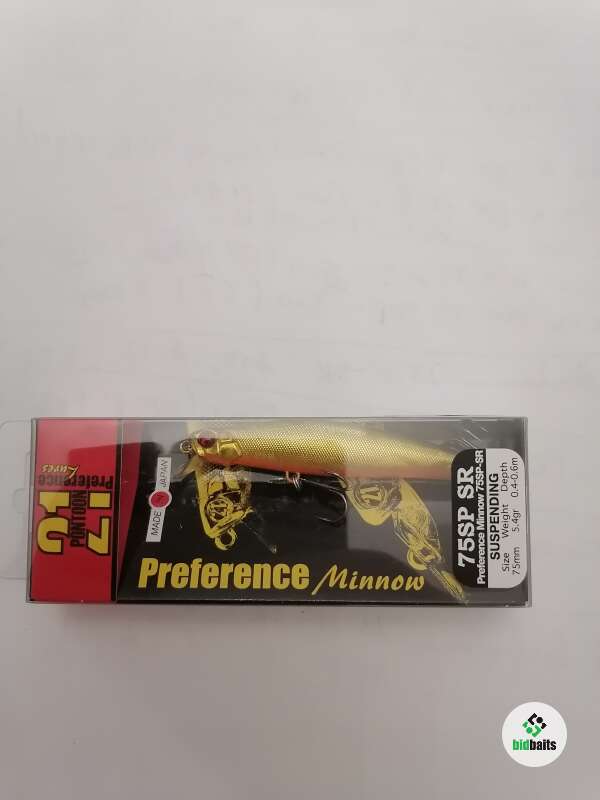 21
PONTOON
21
Preference
Lures
MADE IN JAPAN
Preference Minnow
75SP SR
Preference Minnow 75SP-SR
SUSPENDING
Size Weight Depth
75mm 5.4gr 0.4-0.6m
bidbaits